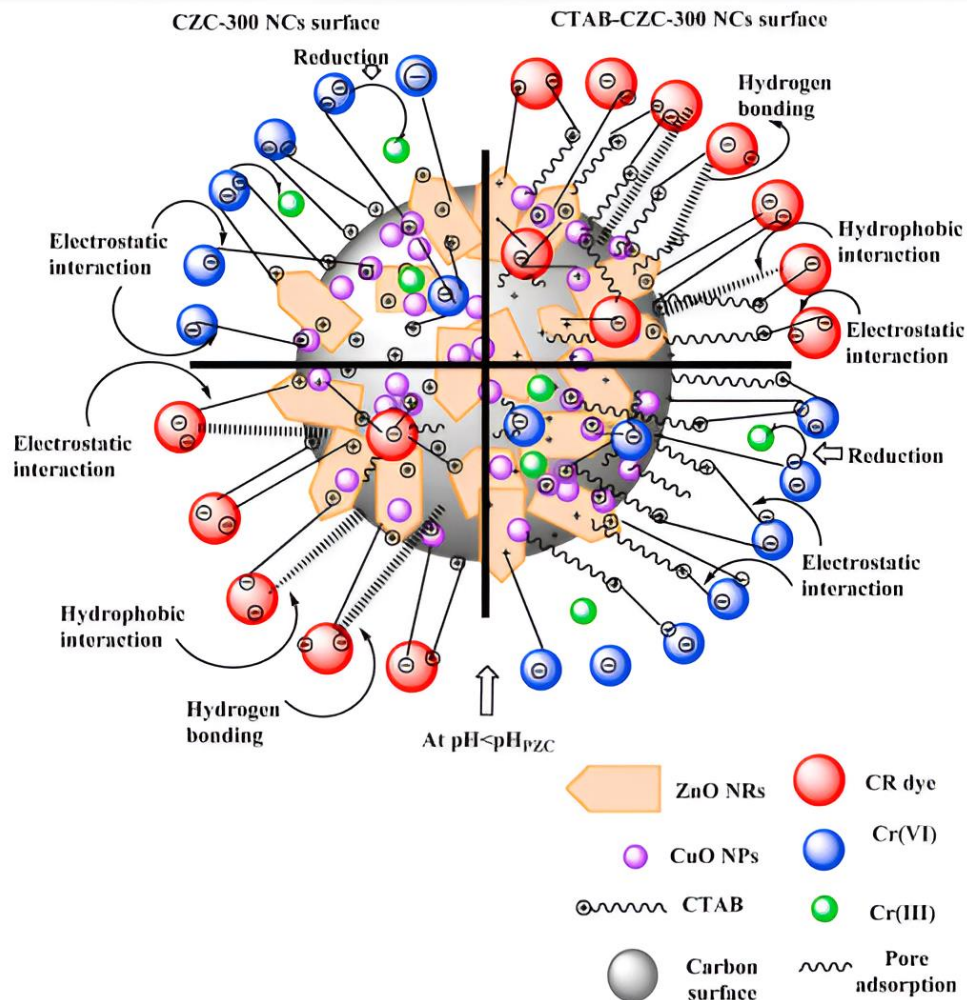 CZC-300 NCs surface
CTAB-CZC-300 NCs surface
Reduction
Hydrogen
bonding
Electrostatic
interaction
Hydrophobic
interaction
Electrostatic
interaction
Electrostatic
interaction
Reduction
Electrostatic
interaction
Hydrophobic
interaction
Hydrogen
bonding
At pH<pHPZC
ZnO NRs
CR dye
CuO NPs
Cr(VI)
CTAB
Cr(III)
Carbon
surface
Pore
adsorption